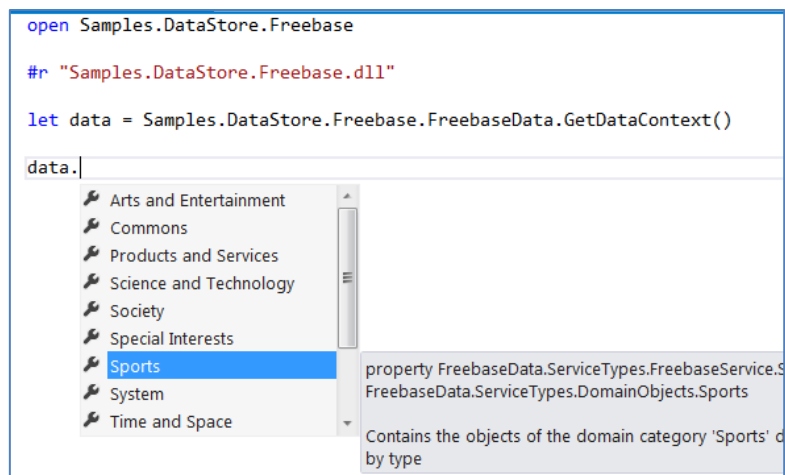 open Samples.DataStore.Freebase
#r "Samples.DataStore.Freebase.dll"
let data = Samples.DataStore.Freebase.FreebaseData.GetDataContext()
data.
Arts and Entertainment
Commons
Products and Services
Science and Technology
Society
Special Interests
Sports
System
Time and Space
property FreebaseData.ServiceTypes.FreebaseService.S
FreebaseData.ServiceTypes.DomainObjects.Sports
Contains the objects of the domain category 'Sports' d
by type